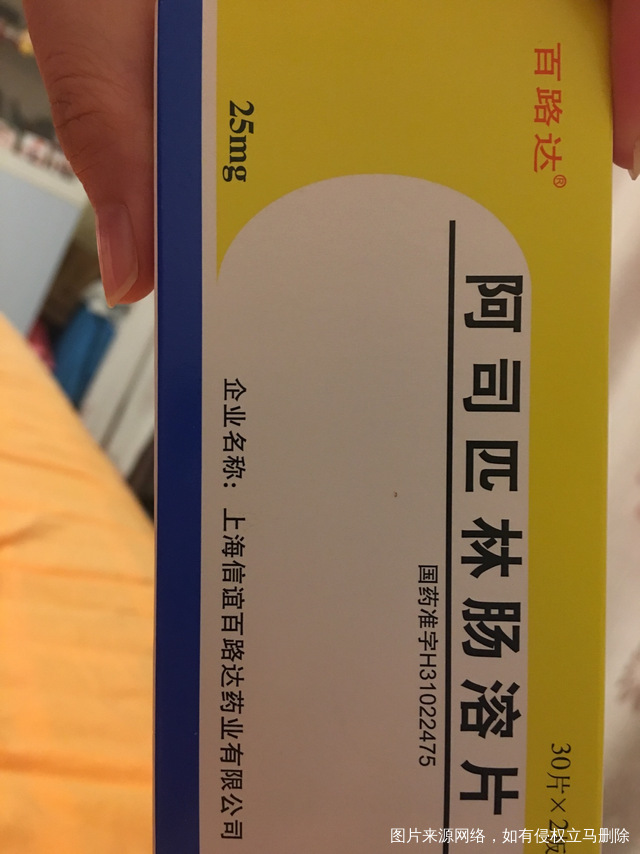 百路达®
阿司匹林肠溶片
国药准字H31022475
25mg
企业名称：上海信谊百路达药业有限公司
30片×2板
图片来源网络，如有侵权立马删除